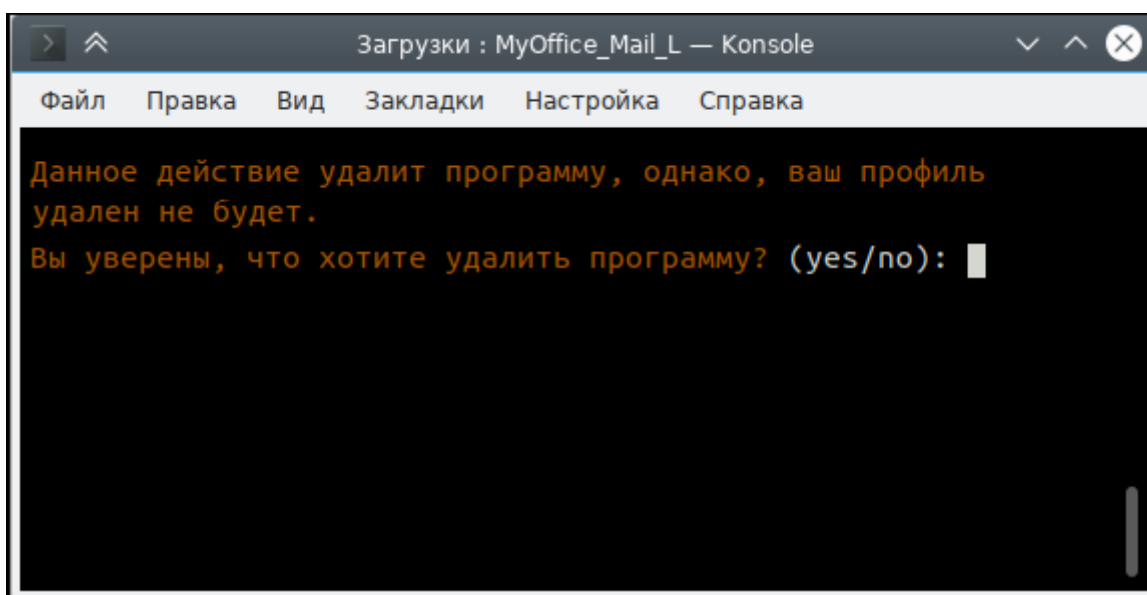 Загрузки : MyOffice_Mail_L — Konsole
Файл Правка Вид Закладки Настройка Справка
Данное действие удалит программу, однако, ваш профиль
удален не будет.
Вы уверены, что хотите удалить программу? (yes/no):